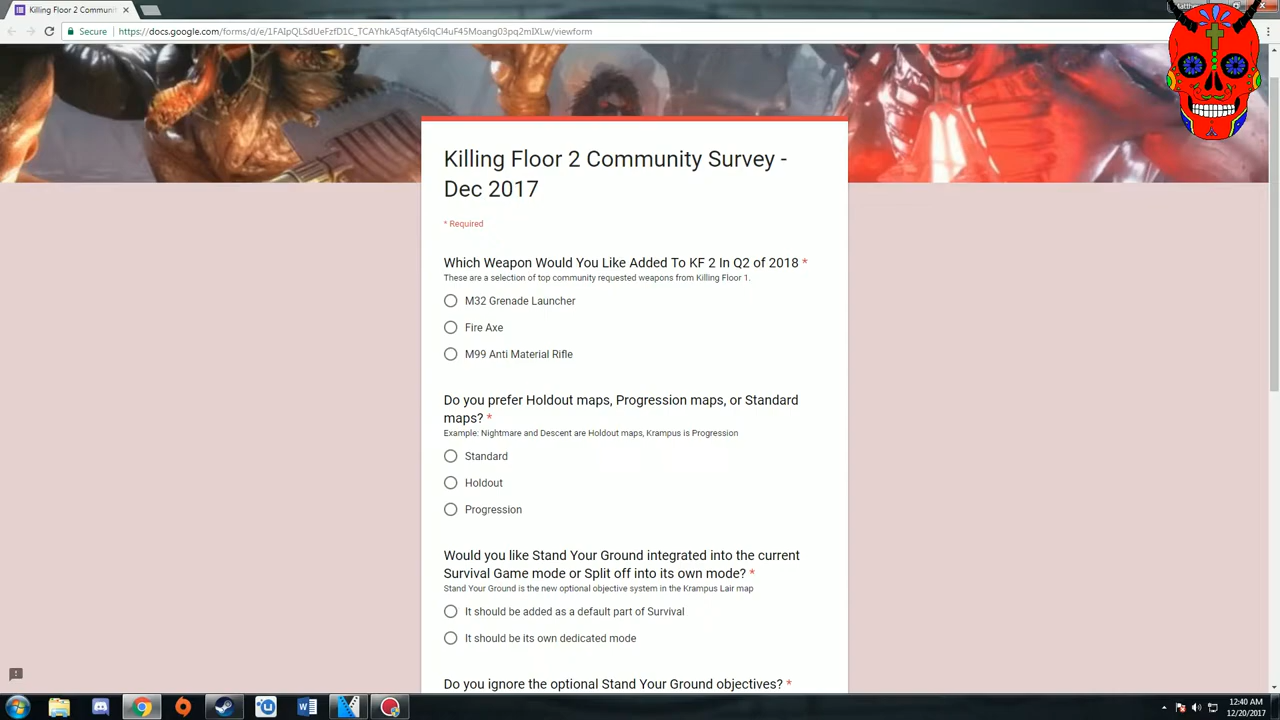 Killing Floor 2 Communit
Secure
https://docs.google.com/forms/d/e/1FAIpQLSdUeFzfD1C_TCAYhkA5qfAty6IqCl4uF45Moang03pq2mIXLw/viewform
Killing Floor 2 Community Survey -
Dec 2017
* Required
Which Weapon Would You Like Added To KF 2 In Q2 of 2018 *
These are a selection of top community requested weapons from Killing Floor 1.
M32 Grenade Launcher
Fire Axe
M99 Anti Material Rifle
Do you prefer Holdout maps, Progression maps, or Standard
maps? *
Example: Nightmare and Descent are Holdout maps, Krampus is Progression
Standard
Holdout
Progression
Would you like Stand Your Ground integrated into the current
Survival Game mode or Split off into its own mode? *
Stand Your Ground is the new optional objective system in the Krampus Lair map
It should be added as a default part of Survival
It should be its own dedicated mode
Do you ignore the optional Stand Your Ground objectives? *
12:40 AM
12/20/2017